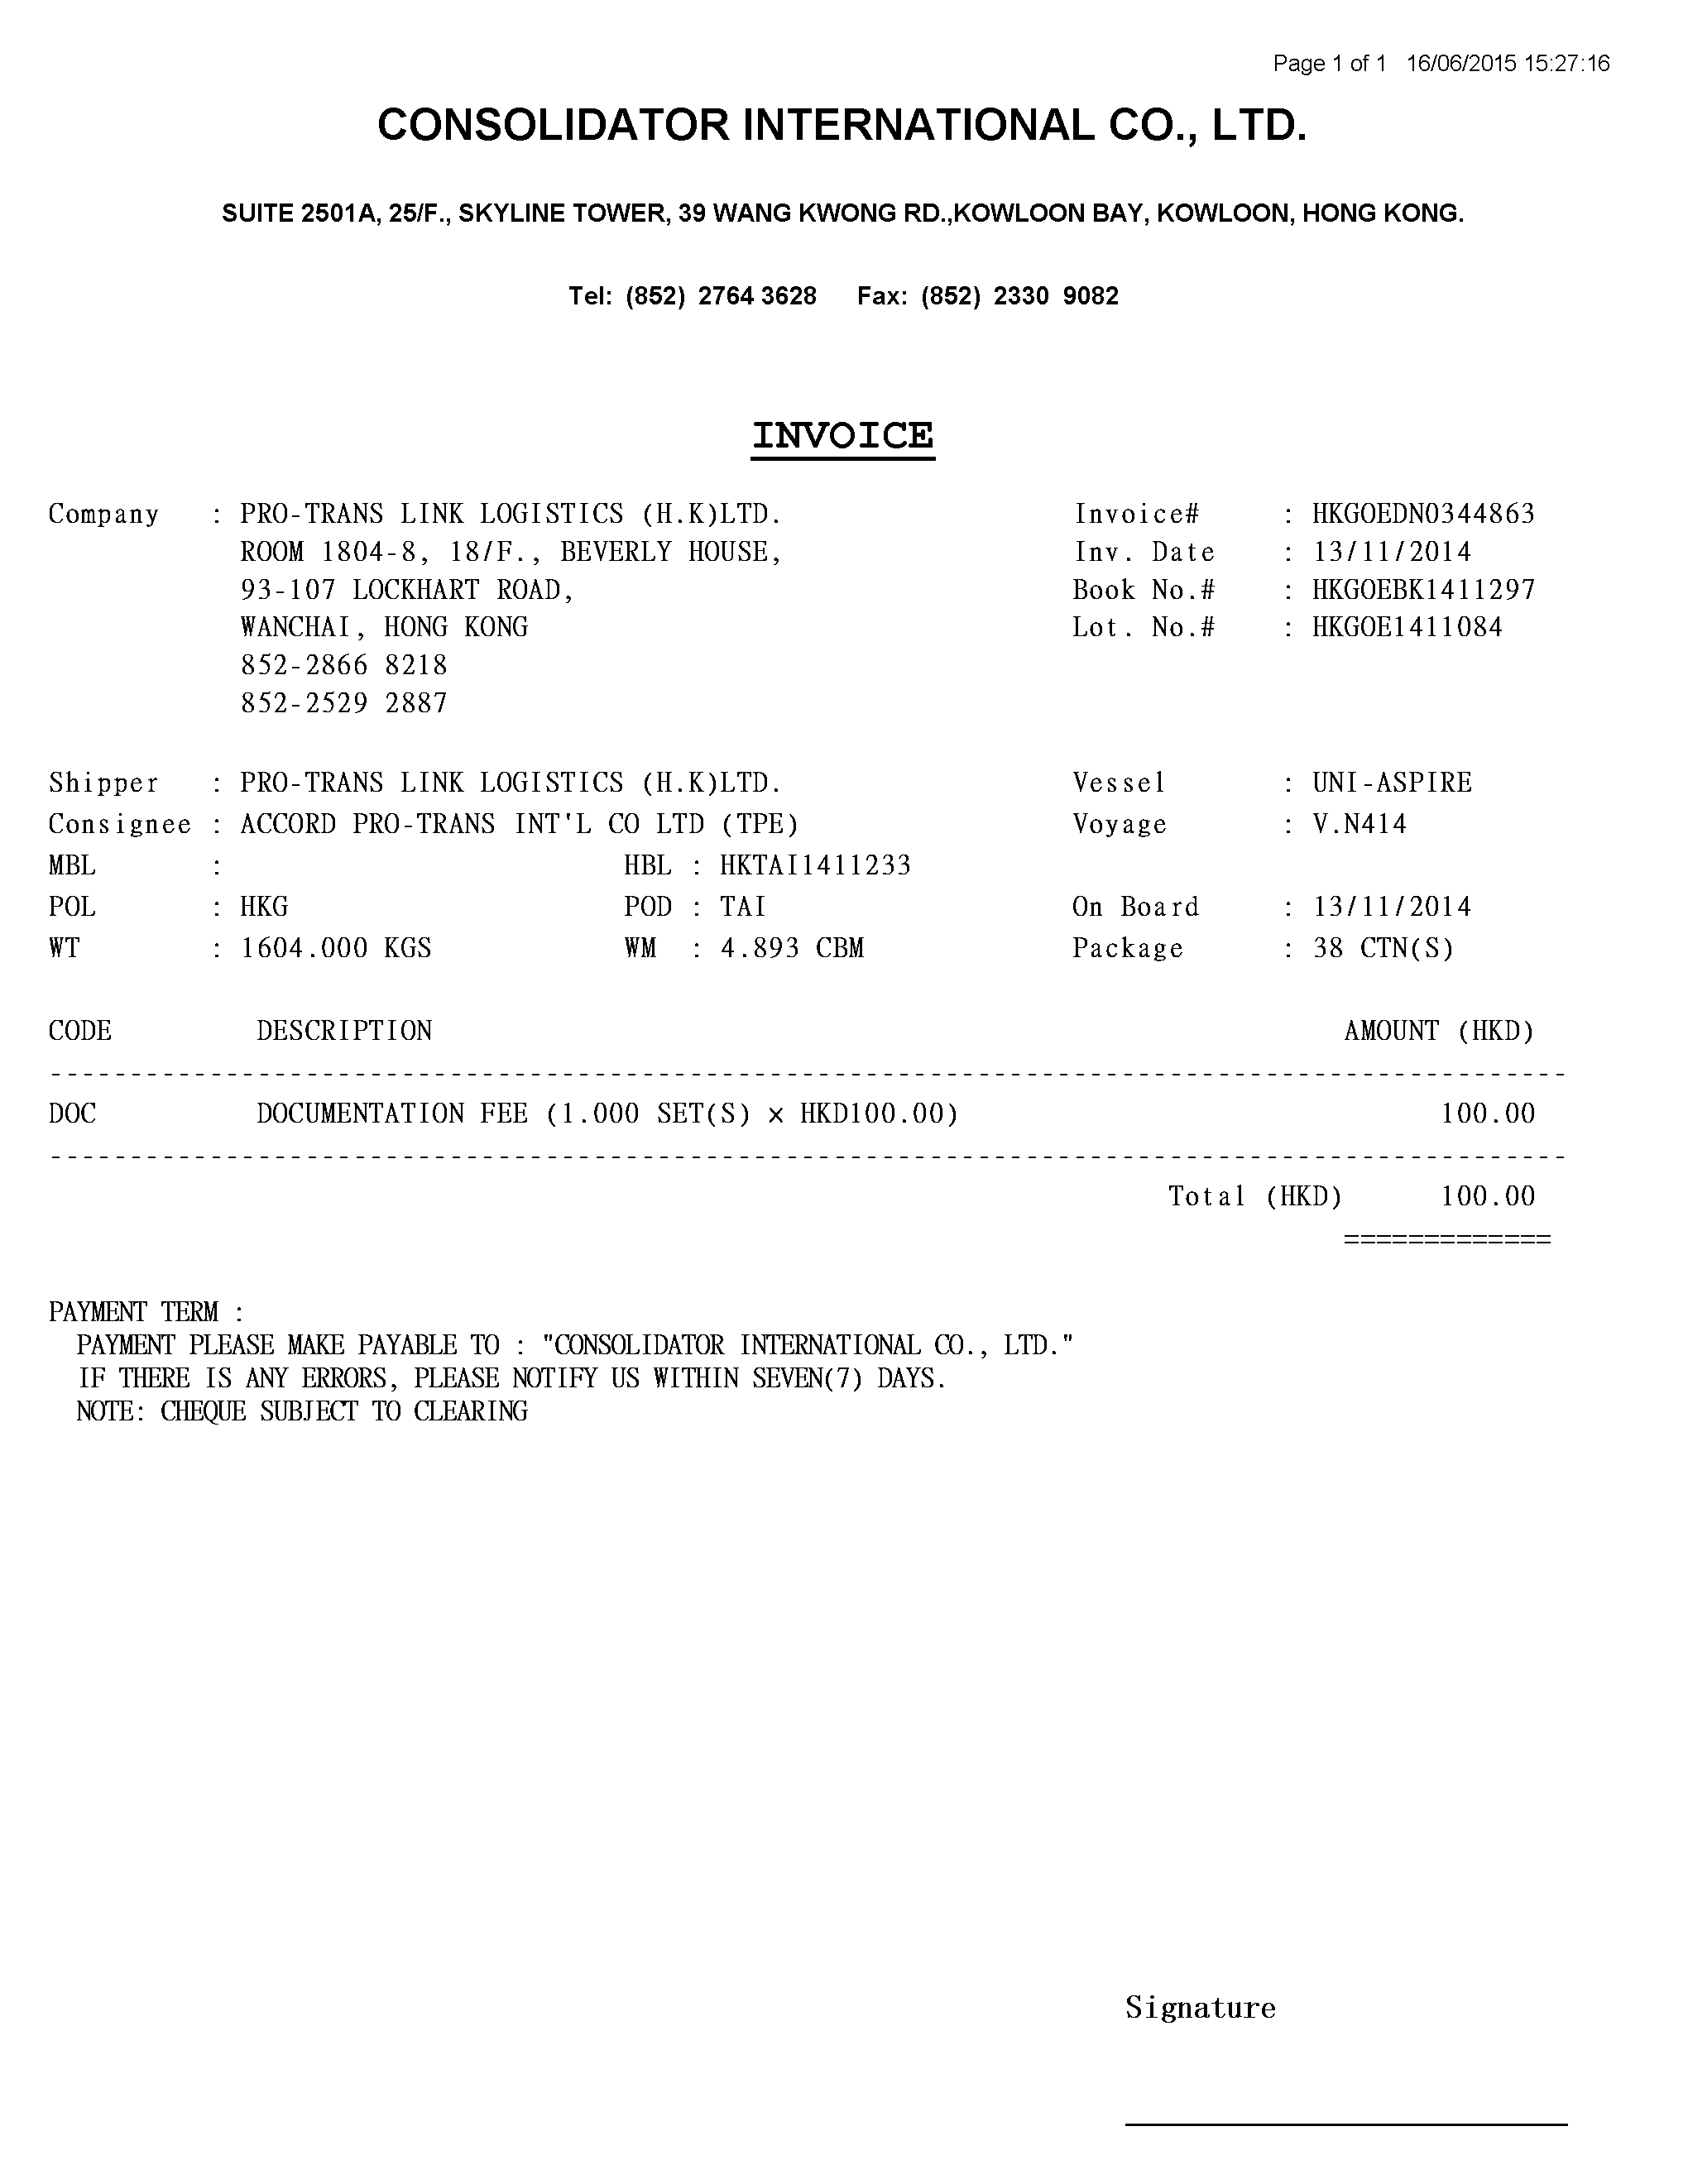 Page 1 of 1 16/06/2015 15:27:16
CONSOLIDATOR INTERNATIONAL CO., LTD.
SUITE 2501A, 25/F., SKYLINE TOWER, 39 WANG KWONG RD.,KOWLOON BAY, KOWLOON, HONG KONG.
Tel: (852) 2764 3628 Fax: (852) 2330 9082
INVOICE
Company : PRO-TRANS LINK LOGISTICS (H.K)LTD. Invoice# : HKGOEDN0344863
ROOM 1804-8, 18/F., BEVERLY HOUSE, Inv. Date : 13/11/2014
93-107 LOCKHART ROAD, Book No.# : HKGOEBK1411297
WANCHAI, HONG KONG Lot. No.# : HKGOE1411084
852-2866 8218
852-2529 2887
Shipper : PRO-TRANS LINK LOGISTICS (H.K)LTD. Vessel : UNI-ASPIRE
Consignee : ACCORD PRO-TRANS INT'L CO LTD (TPE) Voyage : V.N414
MBL : HBL : HKTAI1411233
POL : HKG POD : TAI On Board : 13/11/2014
WT : 1604.000 KGS WM : 4.893 CBM Package : 38 CTN(S)
CODE DESCRIPTION AMOUNT (HKD)
DOC DOCUMENTATION FEE (1.000 SET(S) × HKD100.00) 100.00
Total (HKD) 100.00
=============
PAYMENT TERM :
PAYMENT PLEASE MAKE PAYABLE TO : "CONSOLIDATOR INTERNATIONAL CO., LTD."
IF THERE IS ANY ERRORS, PLEASE NOTIFY US WITHIN SEVEN(7) DAYS.
NOTE: CHEQUE SUBJECT TO CLEARING
Signature